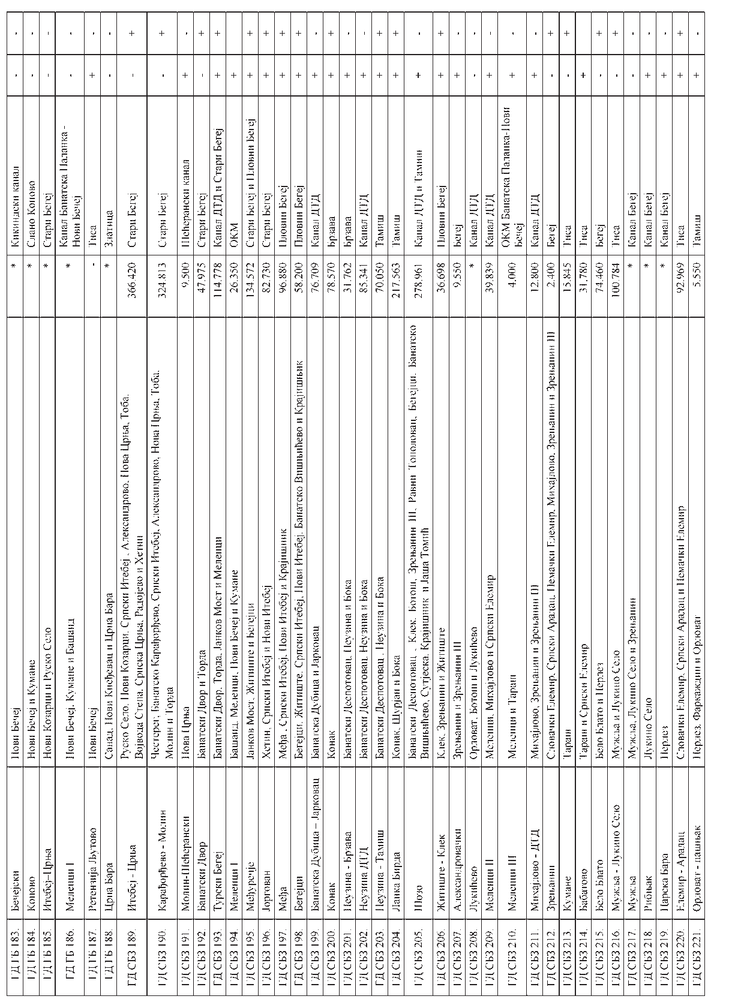 ГД ГБ 183. Бечејски Нови Бечеј * Кикиндски канал - -
ГД ГБ 184. Коново Нови Бечеј и Кумане * Слано Копово - -
ГД ГБ 185. Итебеј–Црња Нови Козарци и Руско Село * Стари Бегеј - -
ГД ГБ 186. Меленци I Нови Бечеј, Кумане и Башаид * Канал Банатска Паланка -
Нови Бечеј - -
ГД ГБ 187. Ретензија Љутово Нови Бечеј - Тиса + -
ГД ГБ 188. Црна Бара Санад, Нови Кнежевац и Црна Бара * Златица - -
ГД СБЗ 189. Итебеј - Црња Руско Село, Нови Козарци, Српски Итебеј , Александрово, Нова Црња, Тоба,
Војвода Степа, Српска Црња, Радојево и Хетин 366.420 Стари Бегеј - +
ГД СБЗ 190. Карађорђево - Молин Честерег, Банатско Карађорђево, Српски Итебеј, Александрово, Нова Црња, Тоба,
Молин и Торда 324.813 Стари Бегеј - +
ГД СБЗ 191. Молин-Шећерански Нова Црња 9.500 Шећерански канал + -
ГД СБЗ 192. Банатски Двор Банатски Двор и Торда 47.975 Стари Бегеј - +
ГД СБЗ 193. Турски Бегеј Банатски Двор, Торда, Јанков Мост и Меленци 114.778 Канал ДТД и Стари Бегеј + +
ГД СБЗ 194. Меленци I Башаид, Меленци, Нови Бечеј и Кумане 26.350 ОКМ + -
ГД СБЗ 195. Међуречје Јанков Мост, Житиште и Бегејци 134.572 Стари Бегеј и Пловни Бегеј + +
ГД СБЗ 196. Јоргован Хетин, Српски Итебеј и Нови Итебеј 82.730 Стари Бегеј + +
ГД СБЗ 197. Међа Међа , Српски Итебеј, Нови Итебеј и Крајишник 96.880 Пловни Бегеј + +
ГД СБЗ 198. Бегејци Бегејци, Житиште, Српски Итебеј, Нови Итебеј, Банатско Вишњићево и Крајишњик 58.200 Пловни Бегеј + +
ГД СБЗ 199. Банатска Дубица – Јарковац Банатска Дубица и Јарковац 76.709 Канал ДТД + -
ГД СБЗ 200. Конак Конак 78.570 Брзава + +
ГД СБЗ 201. Неузина - Брзава Банатски Деспотовац, Неузина и Бока 31.762 Брзава + -
ГД СБЗ 202. Неузина ДТД Банатски Деспотовац, Неузина и Бока 85.341 Канал ДТД + -
ГД СБЗ 203. Неузина - Тамиш Банатски Деспотовац , Неузина и Бока 70.050 Тамиш + +
ГД СБЗ 204. Ланка Бирда Конак, Шурјан и Бока 217.563 Тамиш + +
ГД СБЗ 205. Шозо Банатски Деспотовац , Клек, Ботош, Зрењанин III, Равни Тополовац, Бегејци, Банатско
Вишњићево, Сутјеска, Крајишник и Јаша Томић 278.961 Канал ДТД и Тамиш + -
ГД СБЗ 206. Житиште - Клек Клек, Зрењанин и Житиште 36.698 Пловни Бегеј + +
ГД СБЗ 207. Александровачки Зрењанин и Зрењанин III 9.550 Бегеј + -
ГД СБЗ 208. Лукићево Орловат, Ботош и Лукићево * Канал ДТД - -
ГД СБЗ 209. Меленци II Меленци, Михајлово и Српски Елемир 39.839 Канал ДТД + -
ГД СБЗ 210. Меленци III Меленци и Тараш 4.000 ОКМ Банатска Паланка-Нови
Бечеј + -
ГД СБЗ 211. Михајлово - ДТД Михајлово, Зрењанин и Зрењанин III 12.800 Канал ДТД + -
ГД СБЗ 212. Зрењанин Словачки Елемир, Српски Арадац, Немачки Елемир, Михајлово, Зрењанин и Зрењанин III 2.400 Бегеј - +
ГД СБЗ 213. Кумане Тараш 15.845 Тиса - +
ГД СБЗ 214. Бабатово Тараш и Српски Елемир 31.780 Тиса + -
ГД СБЗ 215. Бело Блато Бело Блато и Перлез 74.460 Бегеј - +
ГД СБЗ 216. Мужља - Лукино Село Мужља и Лукино Село 100.784 Тиса - +
ГД СБЗ 217. Мужља Мужља, Лукино Село и Зрењанин * Канал Бегеј - -
ГД СБЗ 218. Рибњак Лукино Село * Канал Бегеј + -
ГД СБЗ 219. Царска Бара Перлез * Канал Бегеј + -
ГД СБЗ 220. Елемир - Арадац Словачки Елемир, Српски Арадац и Немачки Елемир 92.969 Тиса + +
ГД СБЗ 221. Орловат - пашњак Перлез, Фаркаждин и Орловат 5.550 Тамиш + -